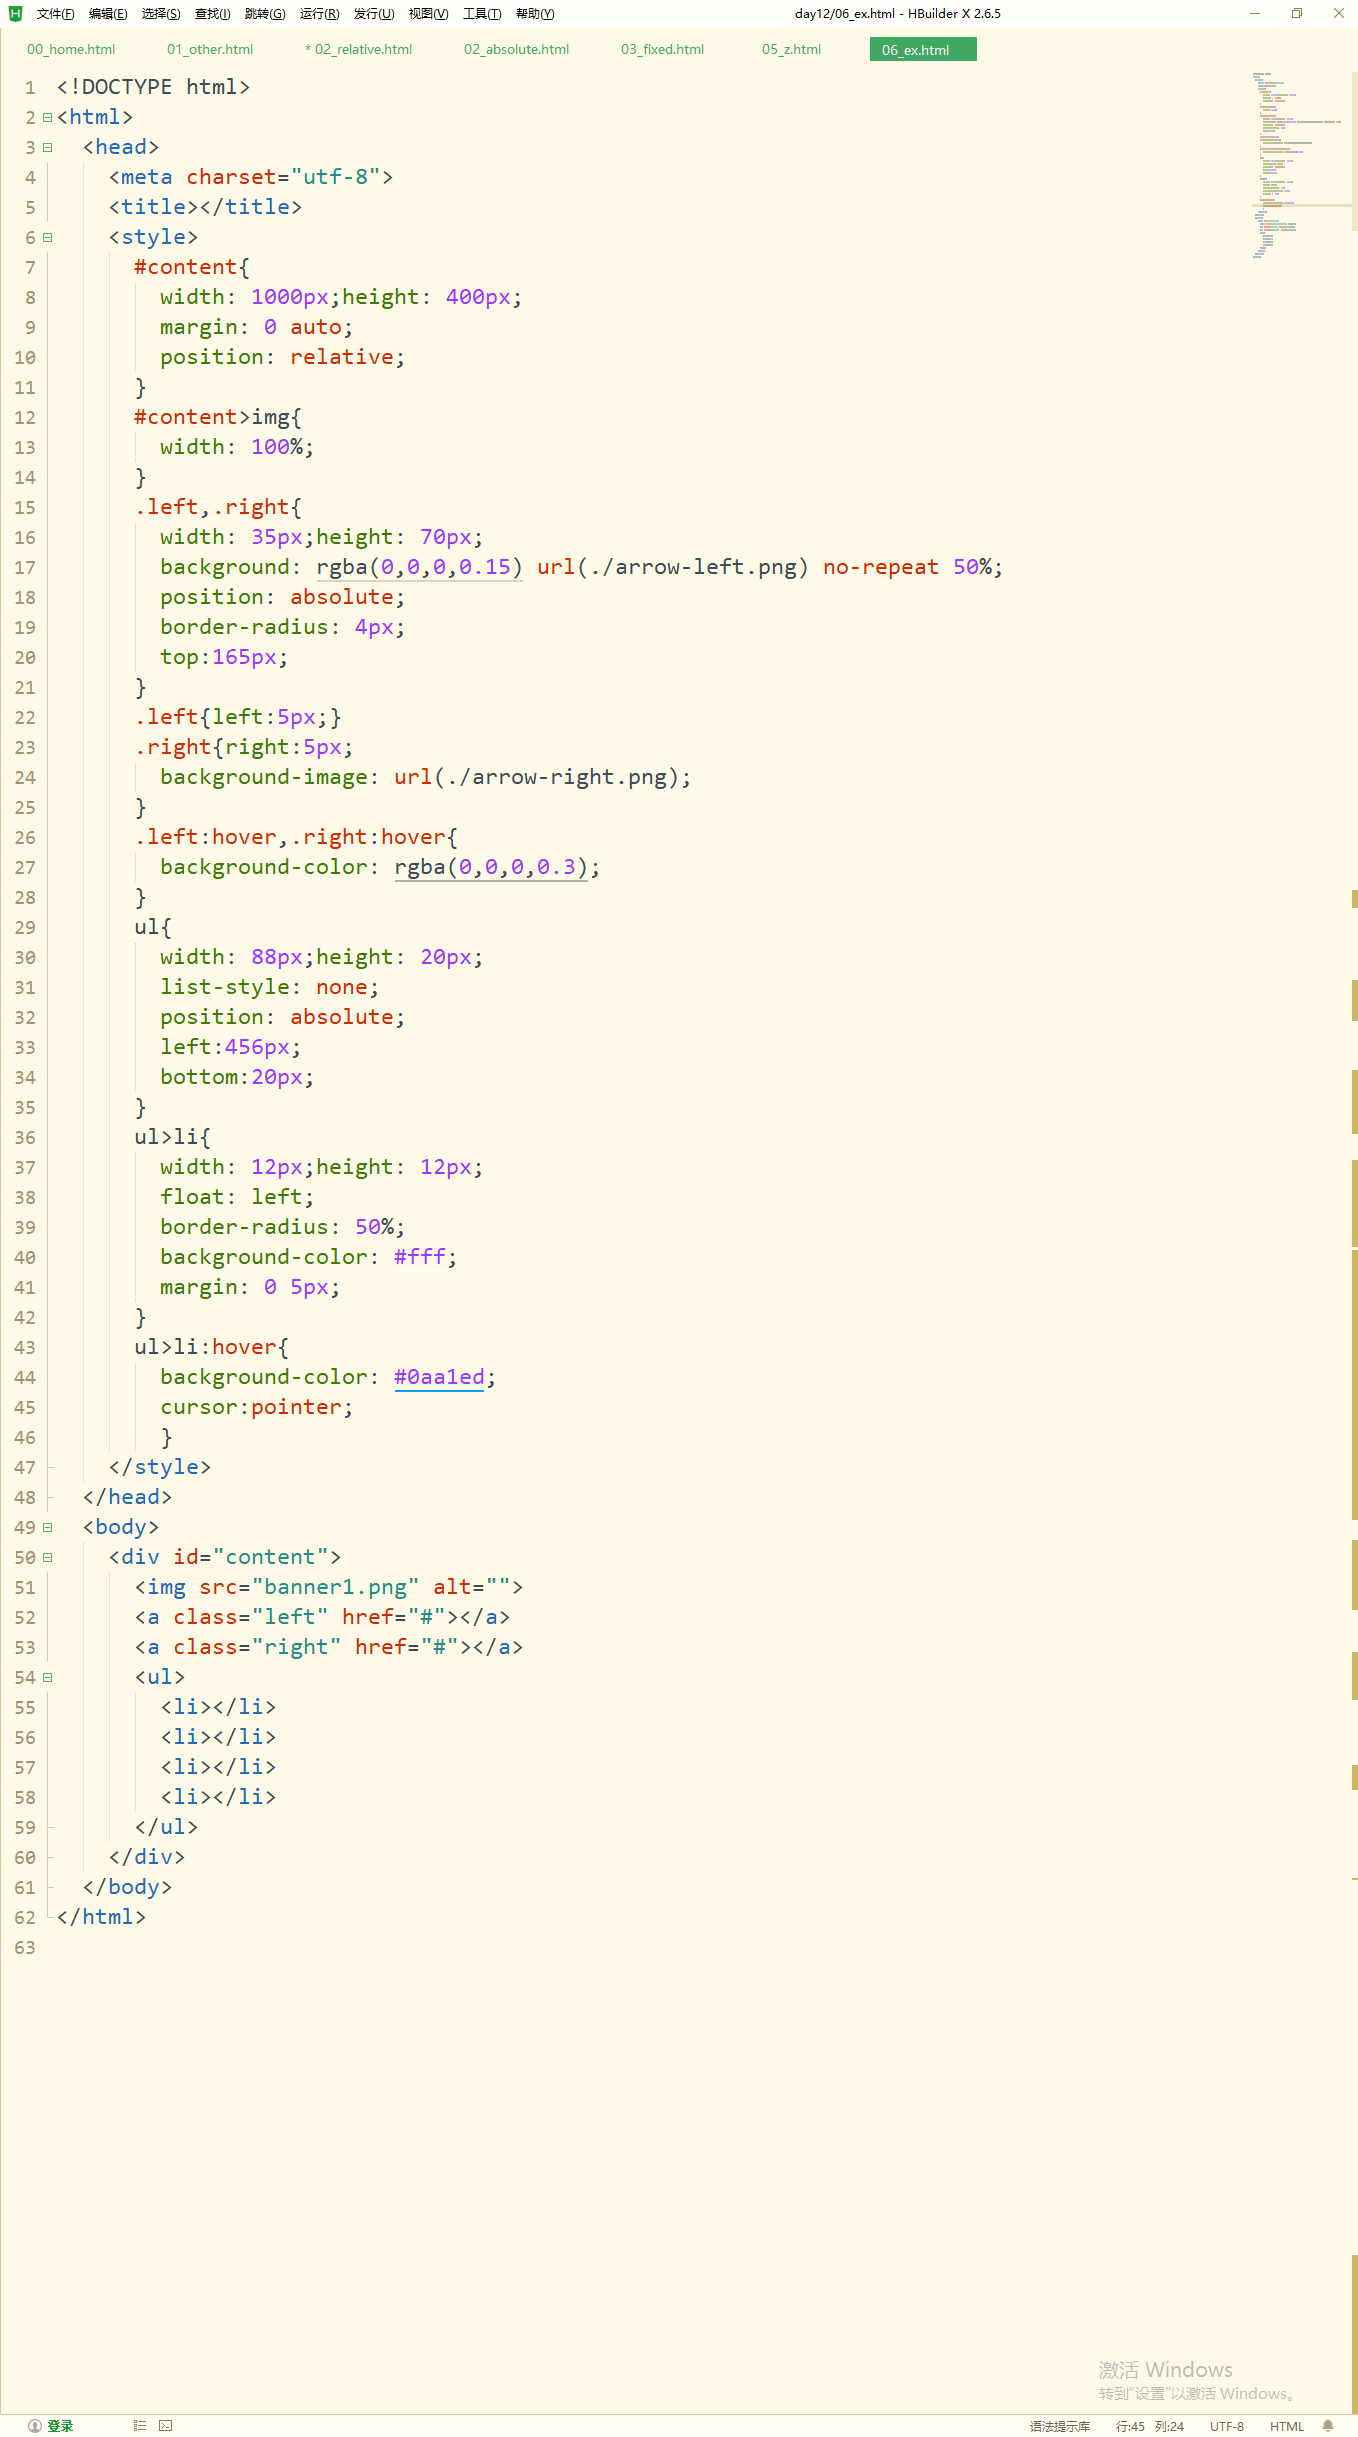 文件(F) 编辑(E) 选择(S) 查找(I) 跳转(G) 运行(R) 发行(U) 视图(V) 工具(T) 帮助(Y) day12/06_ex.html - HBuilder X 2.6.5
00_home.html 01_other.html * 02_relative.html 02_absolute.html 03_fixed.html 05_z.html 06_ex.html
1 <!DOCTYPE html>
2 <html>
3 <head>
4 <meta charset="utf-8">
5 <title></title>
6 <style>
7 #content{
8 width: 1000px;height: 400px;
9 margin: 0 auto;
10 position: relative;
11 }
12 #content>img{
13 width: 100%;
14 }
15 .left,.right{
16 width: 35px;height: 70px;
17 background: rgba(0,0,0,0.15) url(./arrow-left.png) no-repeat 50%;
18 position: absolute;
19 border-radius: 4px;
20 top:165px;
21 }
22 .left{left:5px;}
23 .right{right:5px;
24 background-image: url(./arrow-right.png);
25 }
26 .left:hover,.right:hover{
27 background-color: rgba(0,0,0,0.3);
28 }
29 ul{
30 width: 88px;height: 20px;
31 list-style: none;
32 position: absolute;
33 left:456px;
34 bottom:20px;
35 }
36 ul>li{
37 width: 12px;height: 12px;
38 float: left;
39 border-radius: 50%;
40 background-color: #fff;
41 margin: 0 5px;
42 }
43 ul>li:hover{
44 background-color: #0aa1ed;
45 cursor:pointer;
46 }
47 </style>
48 </head>
49 <body>
50 <div id="content">
51 <img src="banner1.png" alt="">
52 <a class="left" href="#"></a>
53 <a class="right" href="#"></a>
54 <ul>
55 <li></li>
56 <li></li>
57 <li></li>
58 <li></li>
59 </ul>
60 </div>
61 </body>
62 </html>
63
激活 Windows
转到"设置"以激活 Windows。
登录 语法提示库 行:45 列:24 UTF-8 HTML